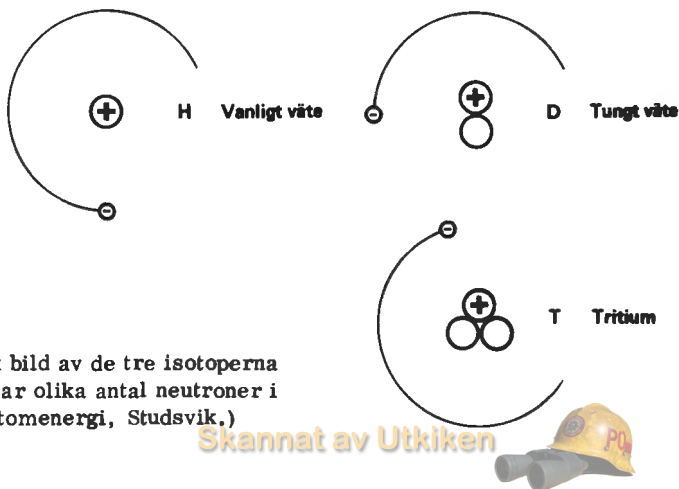 H Vanligt väte
D Tungt väte
T Tritium
bild av de tre isotoperna
ar olika antal neutroner i
tomenergi, Studsvik.)
Skannat av Utkiken